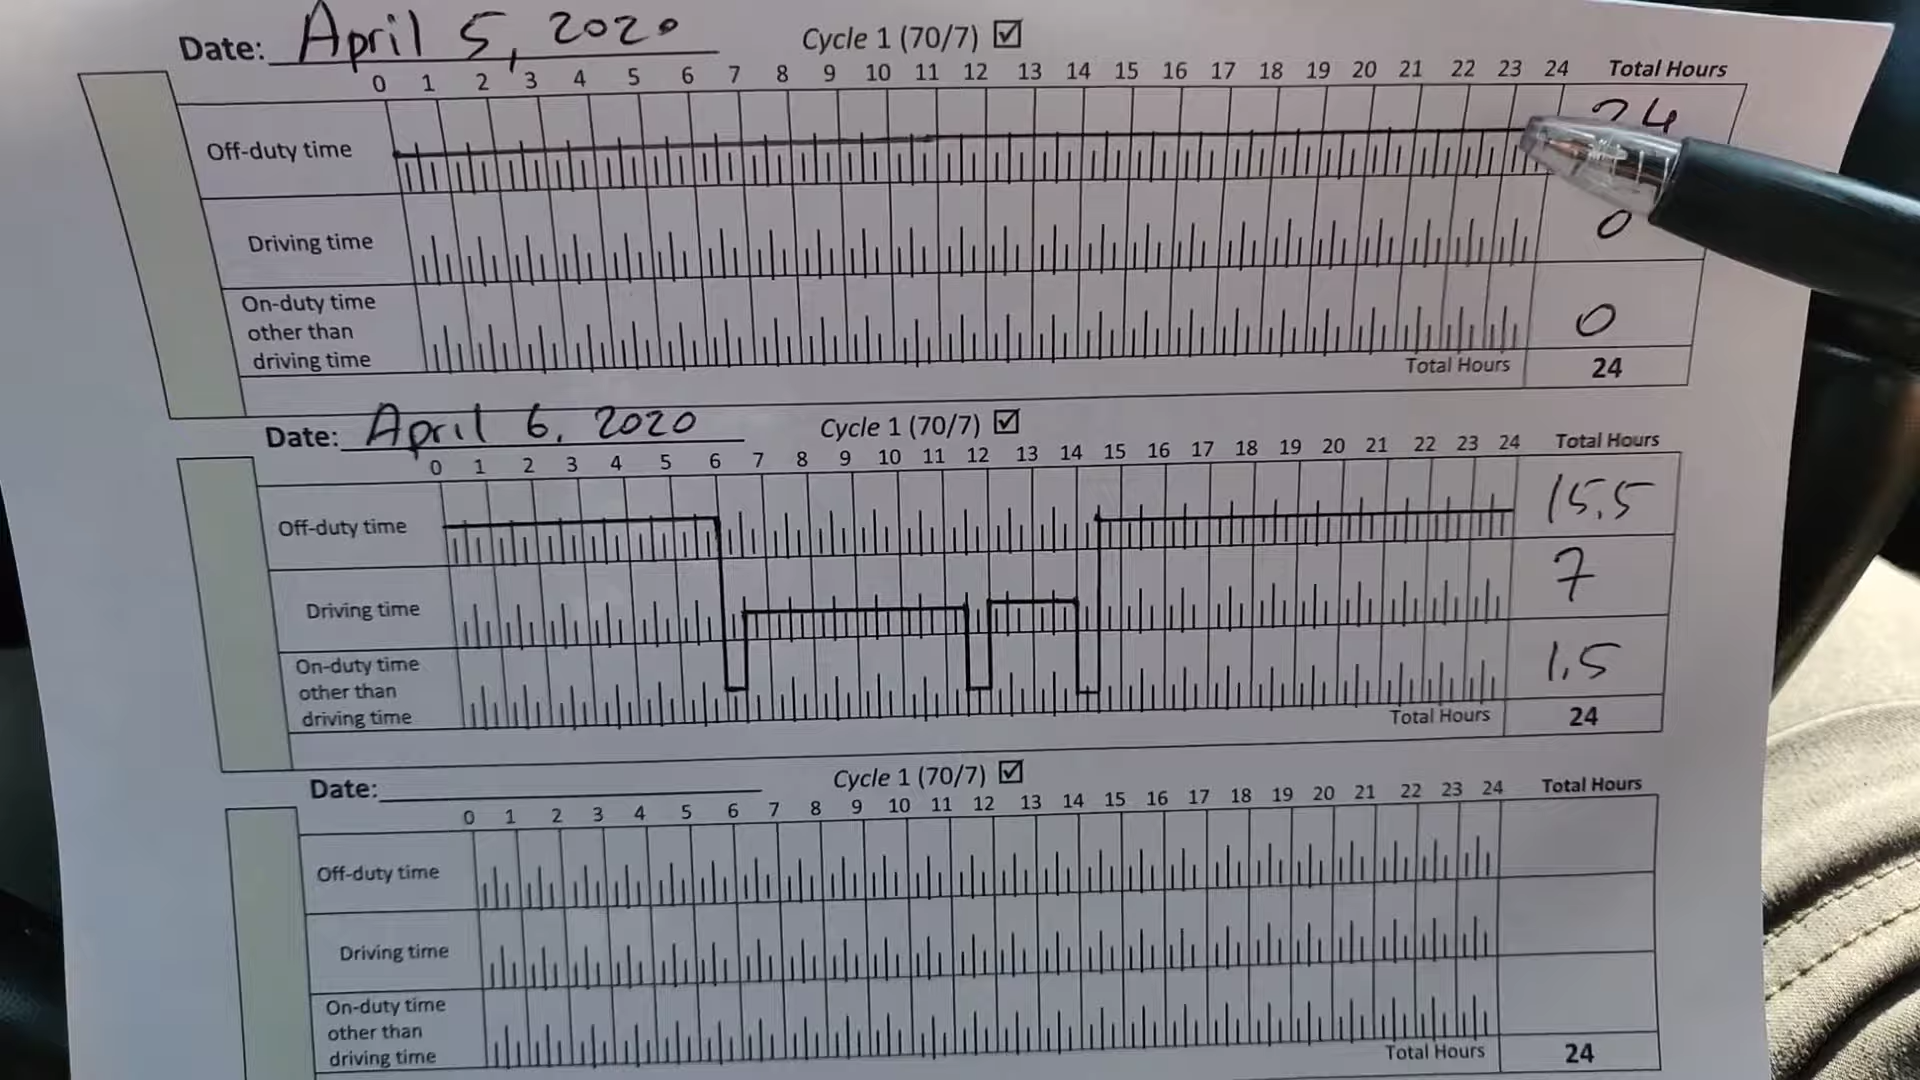 Date: April 5, 2020 Cycle 1 (70/7) ☑
0 1 2 3 4 5 6 7 8 9 10 11 12 13 14 15 16 17 18 19 20 21 22 23 24 Total Hours
Off-duty time 24
Driving time 0
On-duty time
other than
driving time 0
Total Hours 24
Date: April 6, 2020 Cycle 1 (70/7) ☑
0 1 2 3 4 5 6 7 8 9 10 11 12 13 14 15 16 17 18 19 20 21 22 23 24 Total Hours
Off-duty time 15.5
Driving time 7
On-duty time
other than
driving time 1.5
Total Hours 24
Date: Cycle 1 (70/7) ☑
0 1 2 3 4 5 6 7 8 9 10 11 12 13 14 15 16 17 18 19 20 21 22 23 24 Total Hours
Off-duty time
Driving time
On-duty time
other than
driving time
Total Hours 24